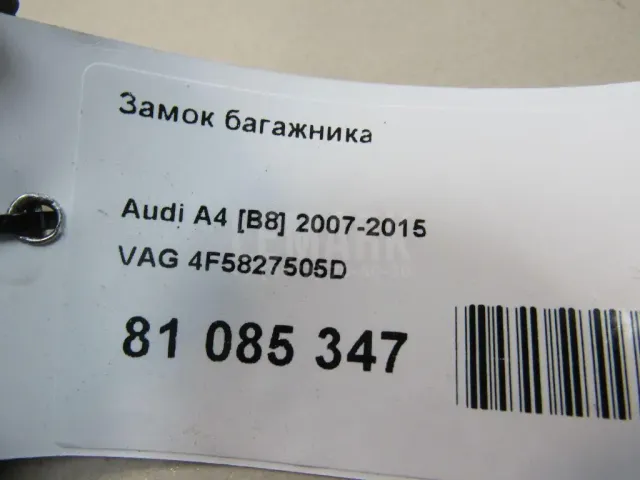 Замок багажника
Audi A4 [B8] 2007-2015
VAG 4F5827505D
81 085 347